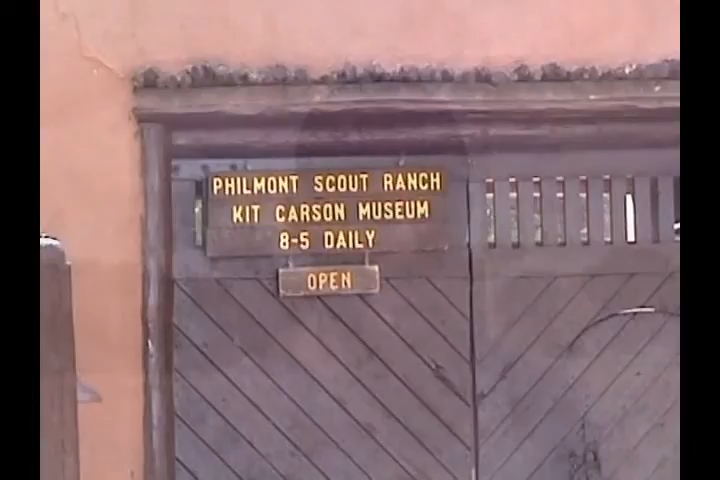 PHILMONT SCOUT RANCH
KIT CARSON MUSEUM
8-5 DAILY
OPEN